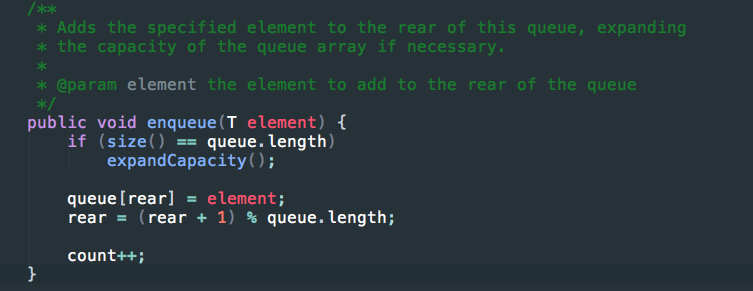 /**
 * Adds the specified element to the rear of this queue, expanding
 * the capacity of the queue array if necessary.
 *
 * @param element the element to add to the rear of the queue
 */
public void enqueue(T element) {
    if (size() == queue.length)
        expandCapacity();

    queue[rear] = element;
    rear = (rear + 1) % queue.length;

    count++;
}